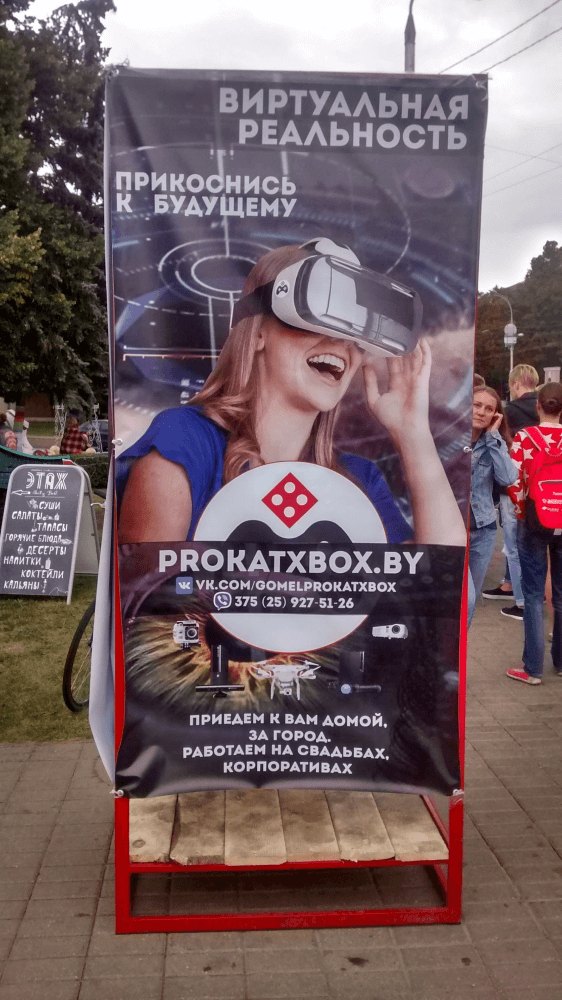 ВИРТУАЛЬНАЯ
РЕАЛЬНОСТЬ
ПРИКОСНИСЬ
К БУДУЩЕМУ
PROKATXBOX.BY
VK.COM/GOMELPROKATXBOX
375 (25) 927-51-26
ПРИЕДЕМ К ВАМ ДОМОЙ,
ЗА ГОРОД.
РАБОТАЕМ НА СВАДЬБАХ,
КОРПОРАТИВАХ
ЭТАЖ
СУШИ
САЛАТЫ
ТАПАСЫ
ГОРЯЧИЕ БЛЮДА
ДЕСЕРТЫ
НАПИТКИ
КОКТЕЙЛИ
КАЛЬЯНЫ